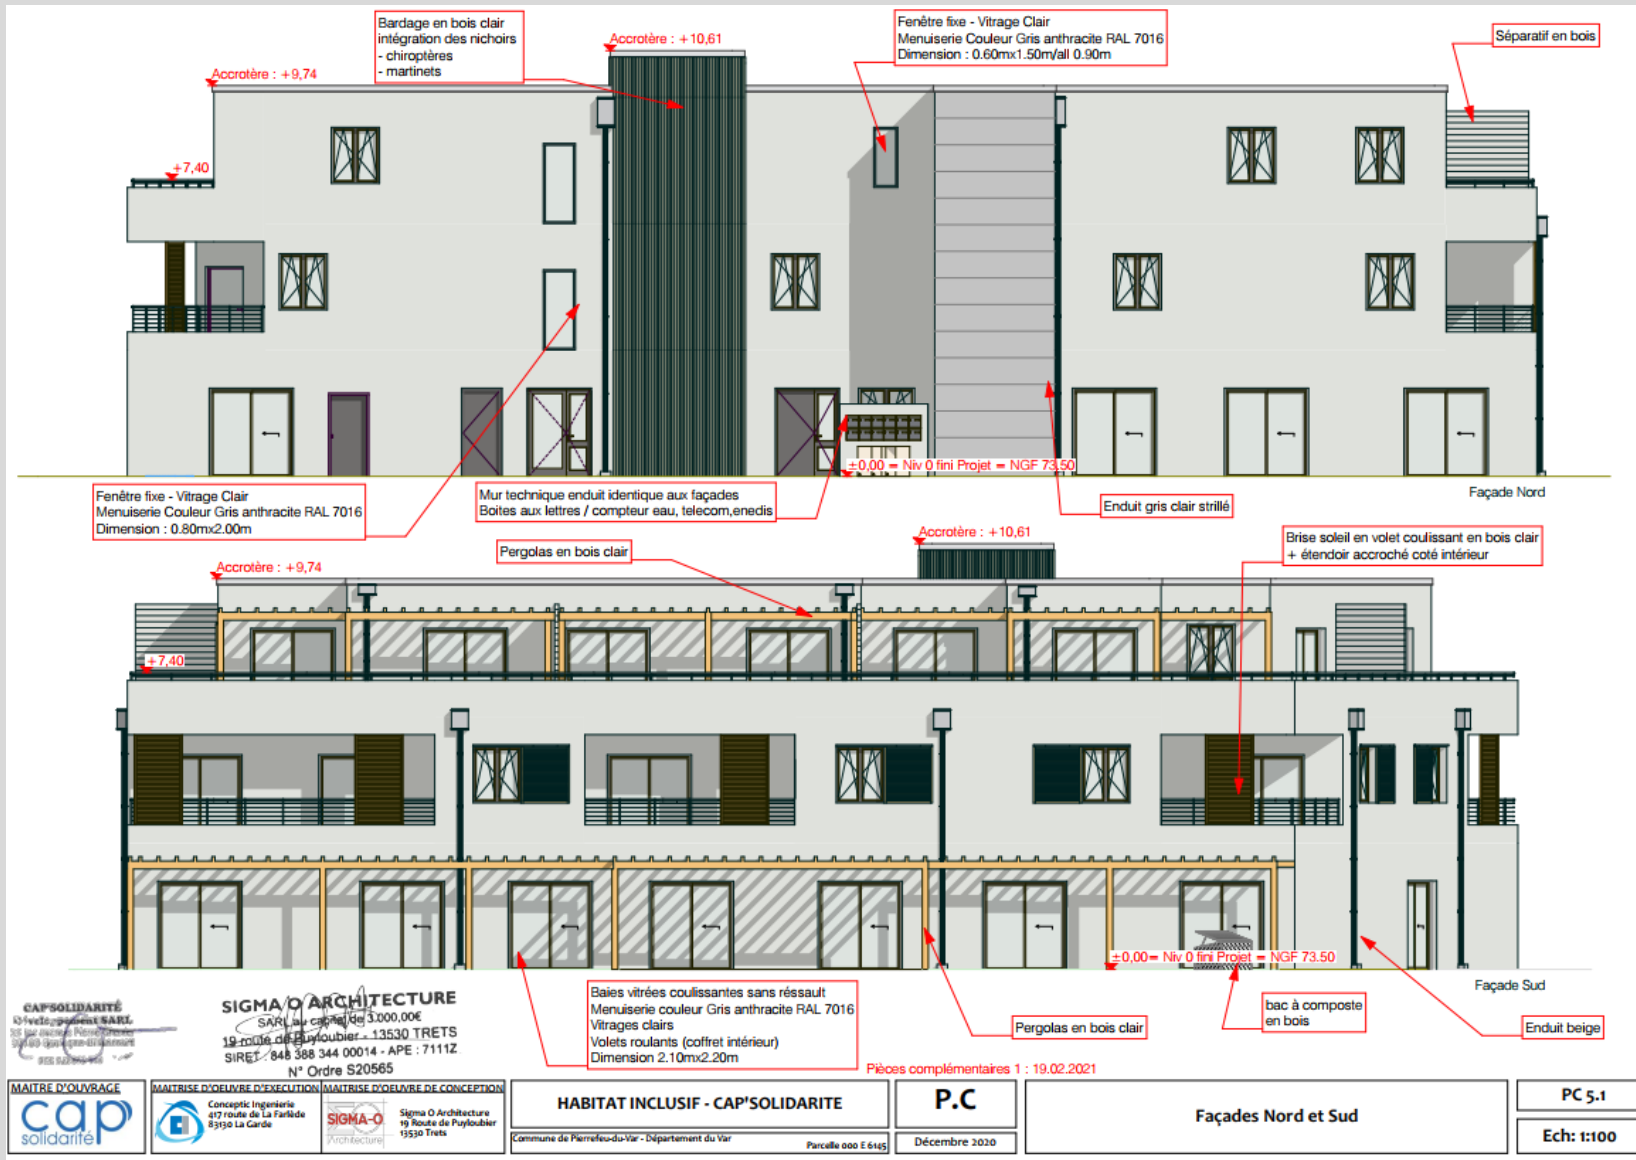 Bardage en bois clair
intégration des nichoirs
- chiroptères
- martinets
Accrotère : +10,61
Fenêtre fixe - Vitrage Clair
Menuiserie Couleur Gris anthracite RAL 7016
Dimension : 0.60mx1.50m/all 0.90m
Séparatif en bois
Accrotère : +9,74
+7,40
±0,00 = Niv 0 fini Projet = NGF 73.50
Fenêtre fixe - Vitrage Clair
Menuiserie Couleur Gris anthracite RAL 7016
Dimension : 0.80mx2.00m
Mur technique enduit identique aux façades
Boites aux lettres / compteur eau, telecom,enedis
Enduit gris clair strillé
Façade Nord
Accrotère : +10,61
Pergolas en bois clair
Brise soleil en volet coulissant en bois clair
+ étendoir accroché coté intérieur
Accrotère : +9,74
+7,40
±0,00= Niv 0 fini Projet = NGF 73.50
Façade Sud
Baies vitrées coulissantes sans réssault
Menuiserie couleur Gris anthracite RAL 7016
Vitrages clairs
Volets roulants (coffret intérieur)
Dimension 2.10mx2.20m
Pergolas en bois clair
bac à composte
en bois
Enduit beige
CAP'SOLIDARITÉ
SIGMA O ARCHITECTURE
SARL au capital de 3.000,00€
19 route de Puyloubier - 13530 TRETS
SIRET : 848 388 344 00014 - APE : 7111Z
N° Ordre S20565
Pièces complémentaires 1 : 19.02.2021
MAITRE D'OUVRAGE
cap
solidarité
MAITRISE D'OEUVRE D'EXECUTION
Conceptic Ingenierie
417 route de La Farlède
83130 La Garde
MAITRISE D'OEUVRE DE CONCEPTION
SIGMA-O
Architecture
Sigma O Architecture
19 Route de Puyloubier
13530 Trets
HABITAT INCLUSIF - CAP'SOLIDARITE
Commune de Pierrefeu-du-Var - Département du Var
Parcelle 000 E 6145
P.C
Décembre 2020
Façades Nord et Sud
PC 5.1
Ech: 1:100